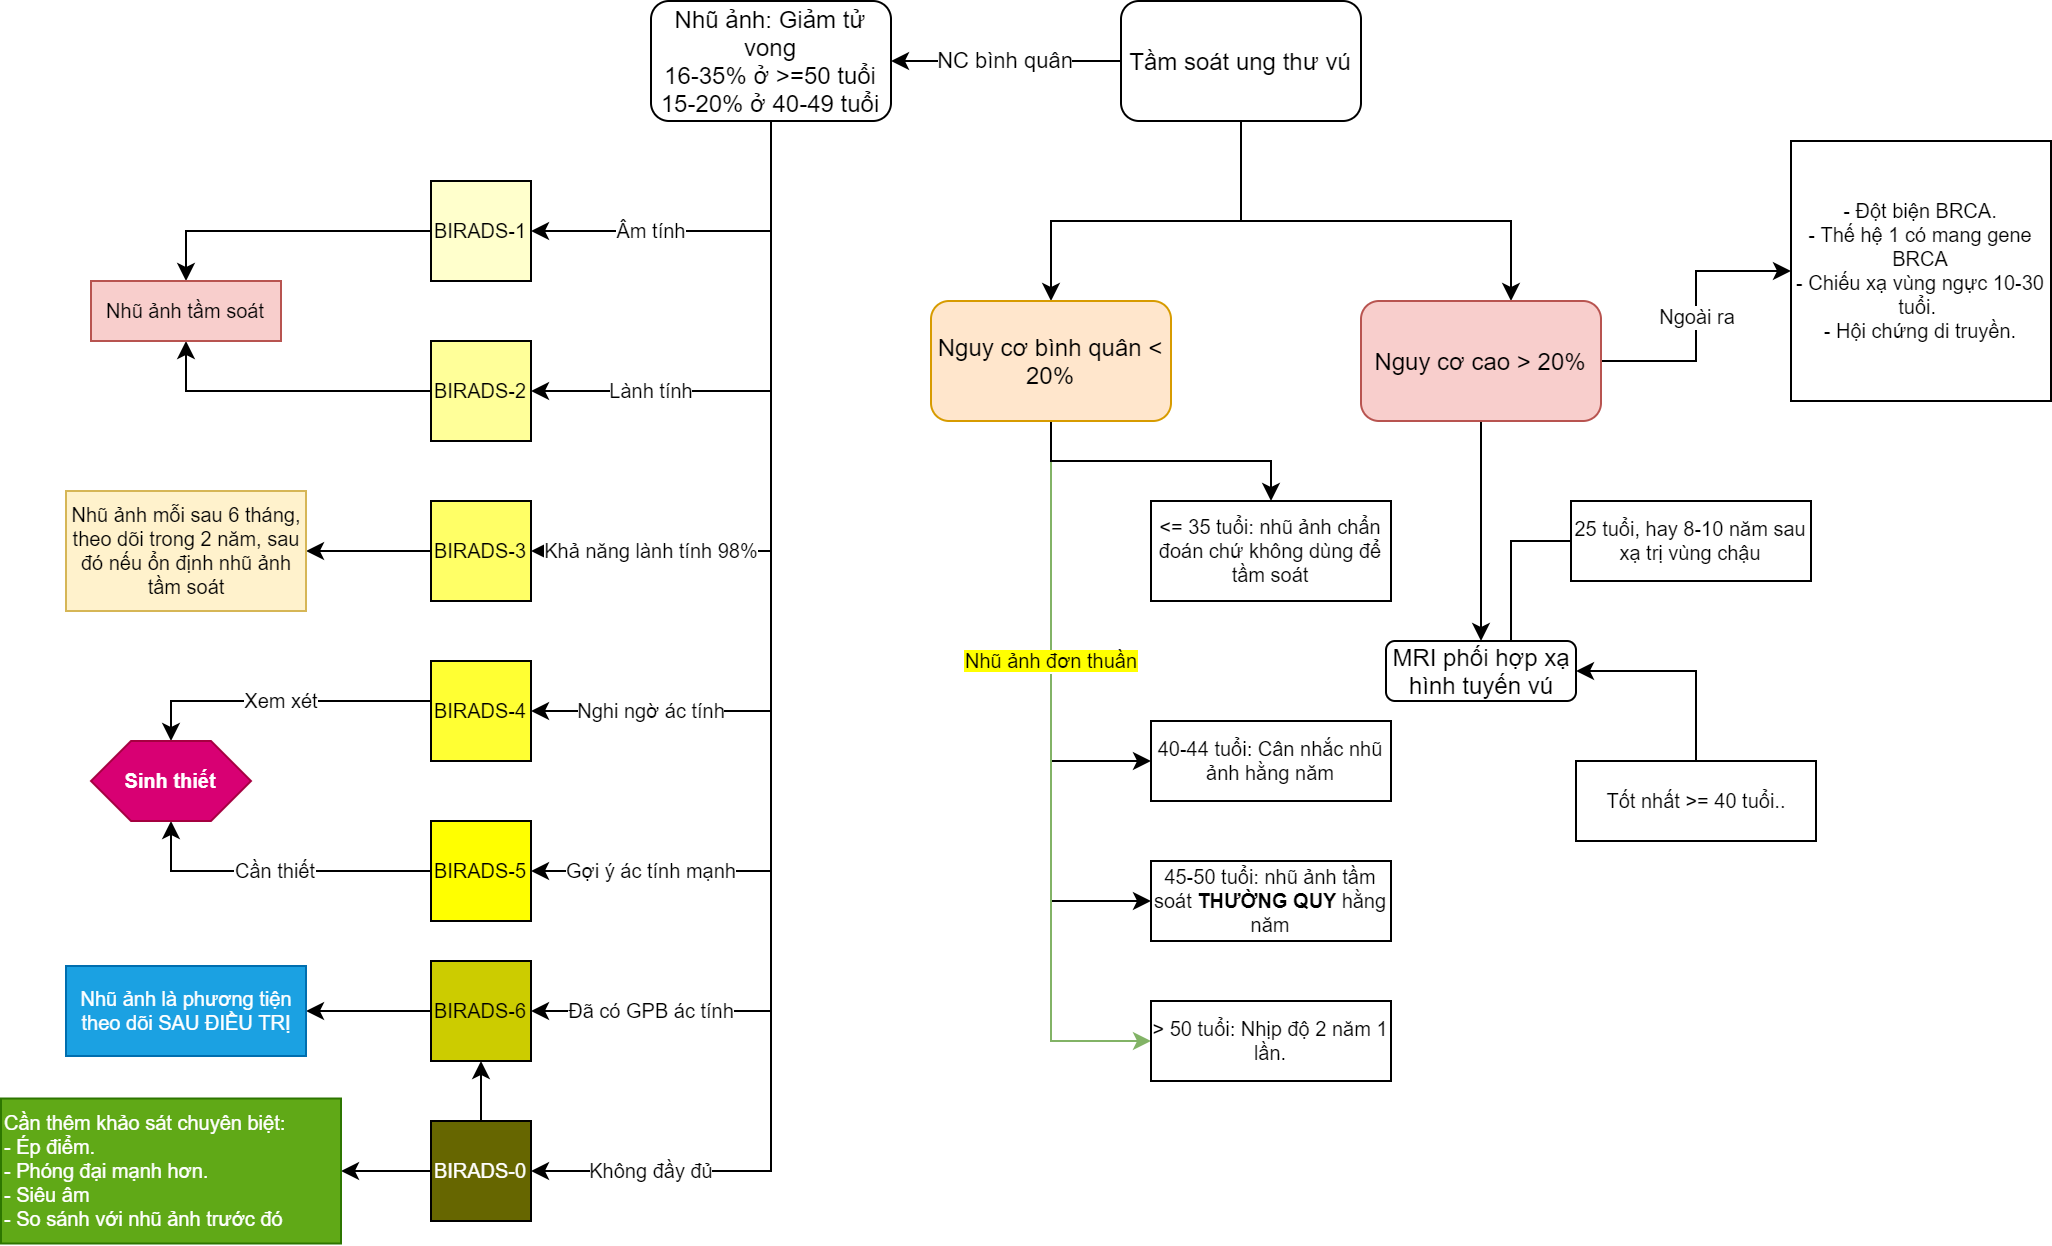 Nhũ ảnh: Giảm tử
vong
16-35% ở >=50 tuổi
15-20% ở 40-49 tuổi
NC bình quân
Tầm soát ung thư vú
- Đột biện BRCA.
- Thế hệ 1 có mang gene
BRCA
- Chiếu xạ vùng ngực 10-30
tuổi.
- Hội chứng di truyền.
BIRADS-1
Âm tính
Nhũ ảnh tầm soát
Ngoài ra
Nguy cơ bình quân <
20%
Nguy cơ cao > 20%
BIRADS-2
Lành tính
Nhũ ảnh mỗi sau 6 tháng,
theo dõi trong 2 năm, sau
đó nếu ổn định nhũ ảnh
tầm soát
BIRADS-3
Khả năng lành tính 98%
<= 35 tuổi: nhũ ảnh chẩn
đoán chứ không dùng để
tầm soát
25 tuổi, hay 8-10 năm sau
xạ trị vùng chậu
Nhũ ảnh đơn thuần
MRI phối hợp xạ
hình tuyến vú
Xem xét
BIRADS-4
Nghi ngờ ác tính
Sinh thiết
40-44 tuổi: Cân nhắc nhũ
ảnh hằng năm
Tốt nhất >= 40 tuổi..
Cần thiết
BIRADS-5
Gợi ý ác tính mạnh
45-50 tuổi: nhũ ảnh tầm
soát THƯỜNG QUY hằng
năm
Nhũ ảnh là phương tiện
theo dõi SAU ĐIỀU TRỊ
BIRADS-6
Đã có GPB ác tính
> 50 tuổi: Nhịp độ 2 năm 1
lần.
Cần thêm khảo sát chuyên biệt:
- Ép điểm.
- Phóng đại mạnh hơn.
- Siêu âm
- So sánh với nhũ ảnh trước đó
BIRADS-0
Không đầy đủ